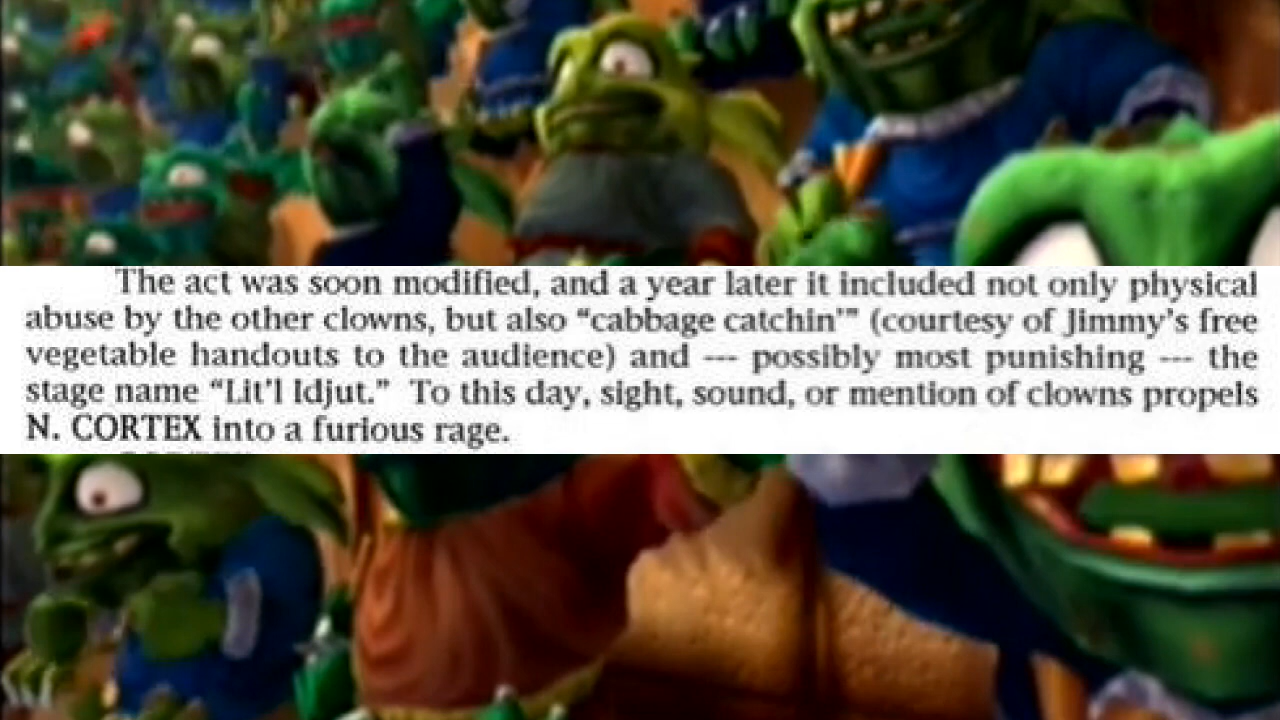 The act was soon modified, and a year later it included not only physical
abuse by the other clowns, but also “cabbage catchin’” (courtesy of Jimmy’s free
vegetable handouts to the audience) and --- possibly most punishing --- the
stage name “Lit’l Idjut.” To this day, sight, sound, or mention of clowns propels
N. CORTEX into a furious rage.